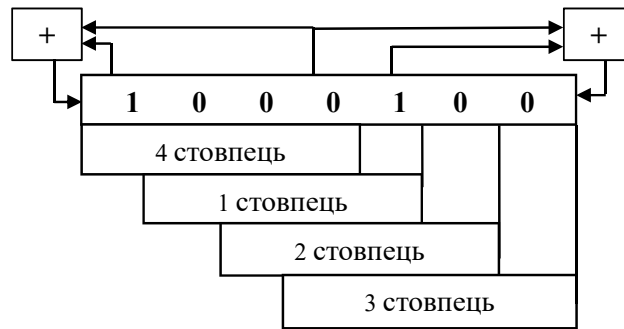 + +
1 0 0 0 1 0 0
4 стовпець
1 стовпець
2 стовпець
3 стовпець